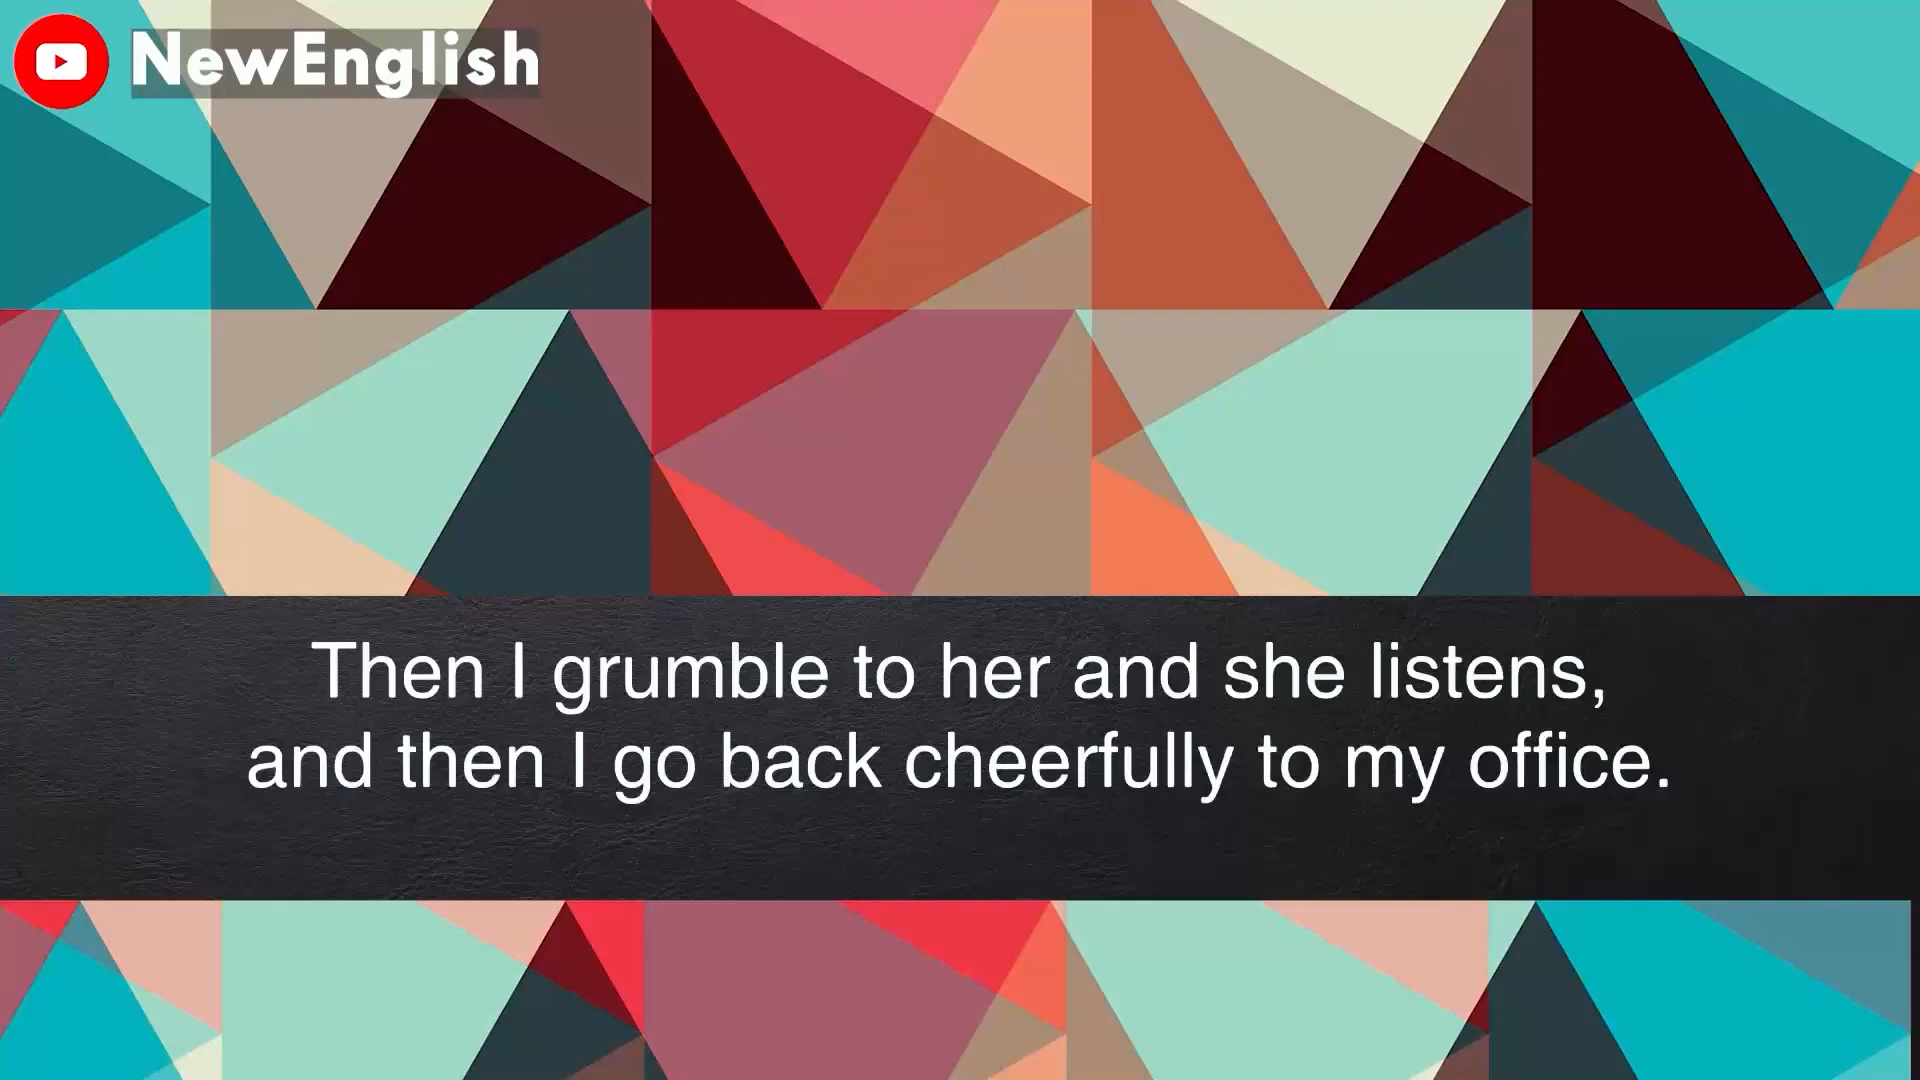 NewEnglish
Then I grumble to her and she listens,
and then I go back cheerfully to my office.